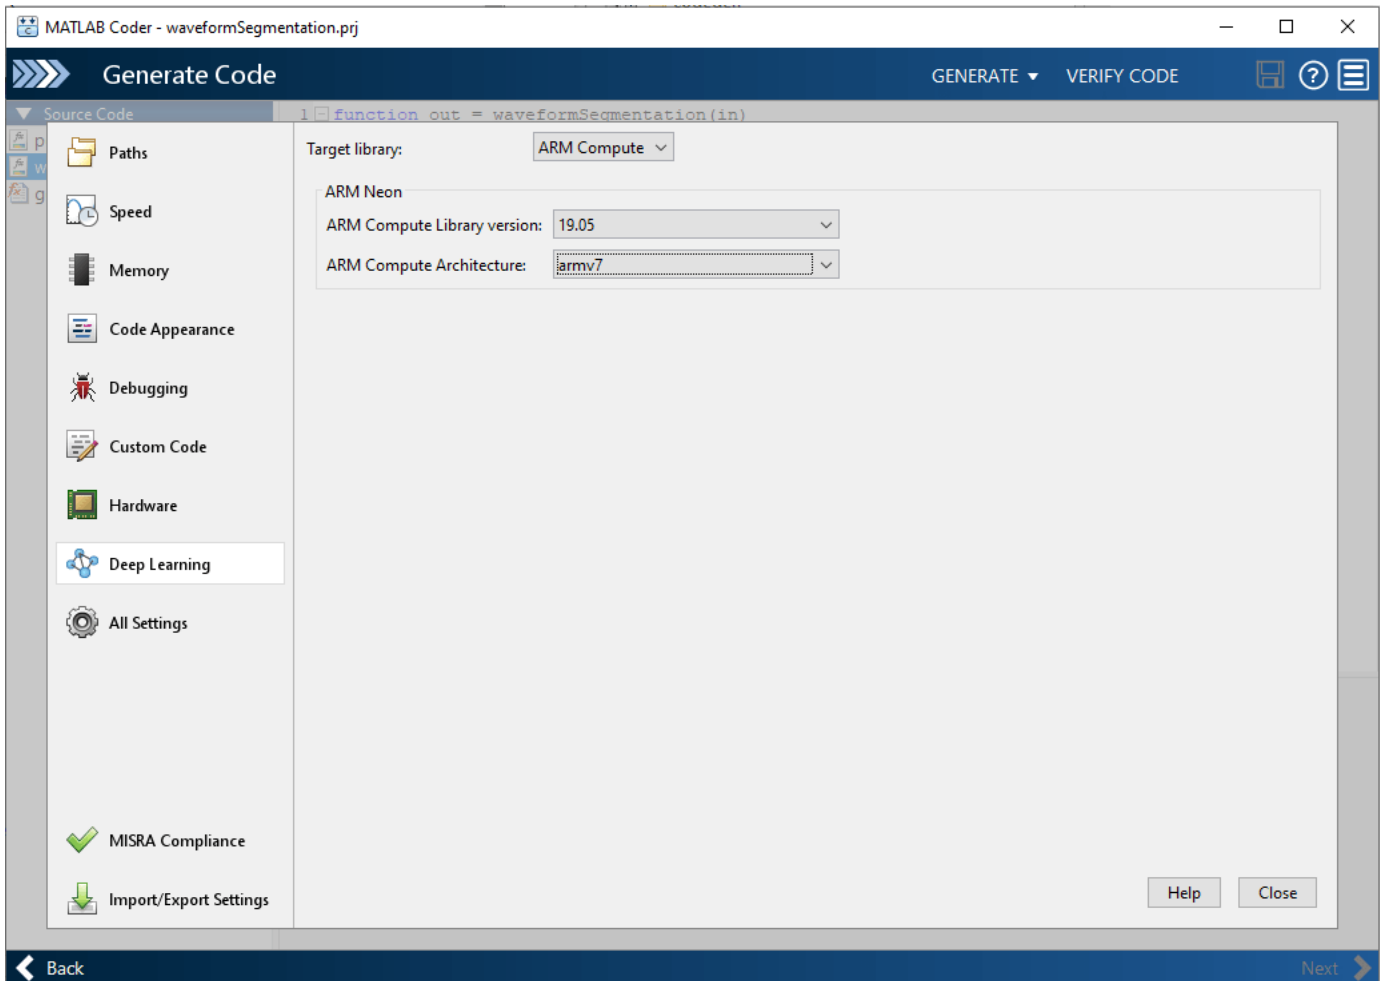 MATLAB Coder - waveformSegmentation.prj
Generate Code
GENERATE
VERIFY CODE
Source Code
1 function out = waveformSegmentation(in)
p
w
g
Paths
Speed
Memory
Code Appearance
Debugging
Custom Code
Hardware
Deep Learning
All Settings
MISRA Compliance
Import/Export Settings
Target library: ARM Compute
ARM Neon
ARM Compute Library version: 19.05
ARM Compute Architecture: armv7
Help
Close
Back
Next